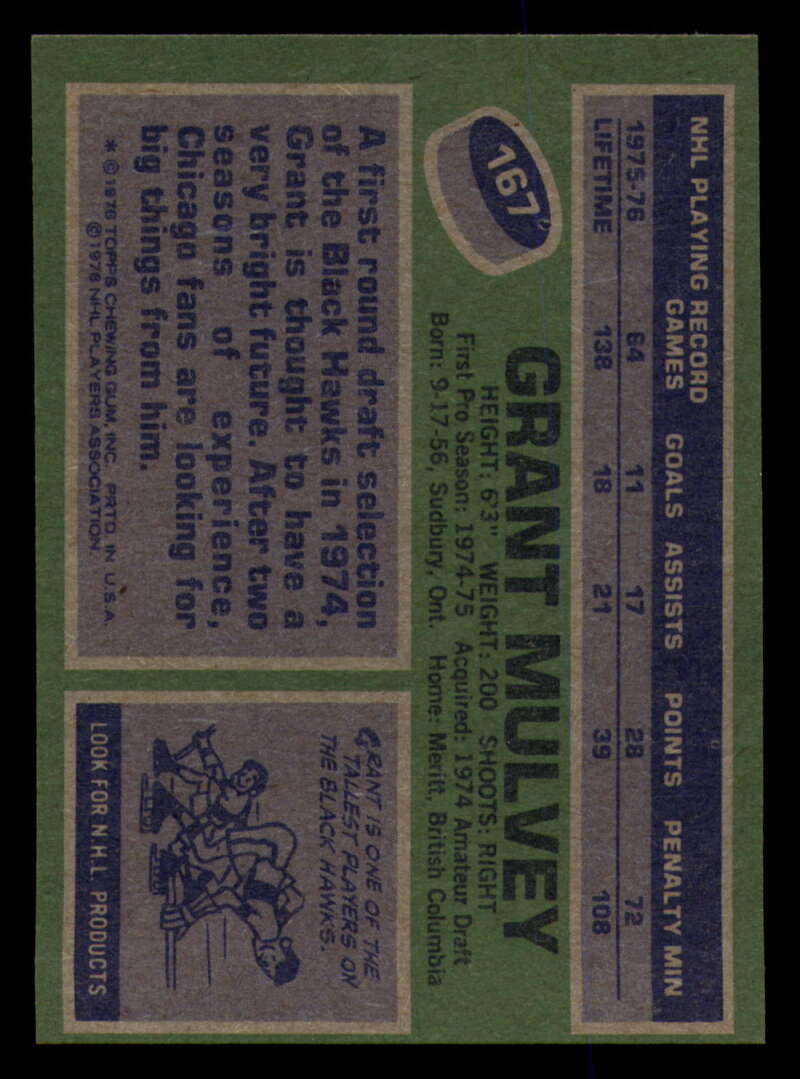 NHL PLAYING RECORD
GAMES GOALS ASSISTS POINTS PENALTY MIN
1975-76 64 11 17 28 72
LIFETIME 138 18 21 39 108
167
GRANT MULVEY
HEIGHT: 6'3" WEIGHT: 200 SHOOTS: RIGHT
First Pro Season: 1974-75 Acquired: 1974 Amateur Draft
Born: 9-17-56, Sudbury, Ont. Home: Meritt, British Columbia
A first round draft selection
of the Black Hawks in 1974,
Grant is thought to have a
very bright future. After two
seasons of experience,
Chicago fans are looking for
big things from him.
* © 1976 TOPPS CHEWING GUM, INC. PRTD. IN U.S.A.
© 1976 NHL PLAYERS ASSOCIATION.
GRANT IS ONE OF THE
TALLEST PLAYERS ON
THE BLACK HAWKS.
LOOK FOR N.H.L. PRODUCTS